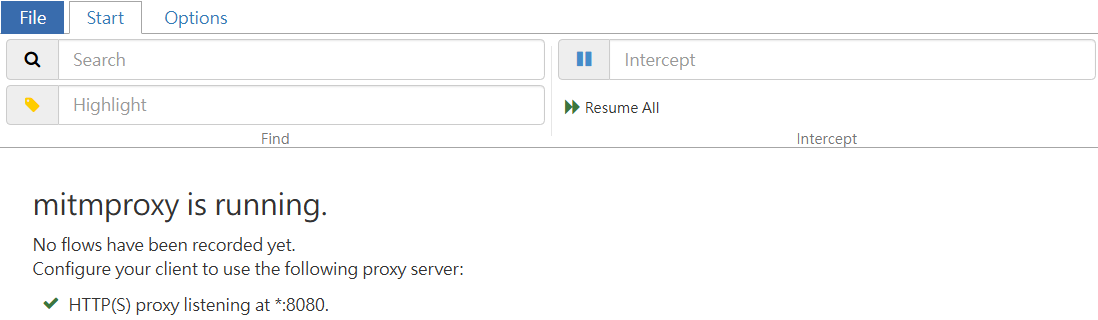 File Start Options
Search
Intercept
Highlight
Resume All
Find
Intercept
mitmproxy is running.
No flows have been recorded yet.
Configure your client to use the following proxy server:
HTTP(S) proxy listening at *:8080.